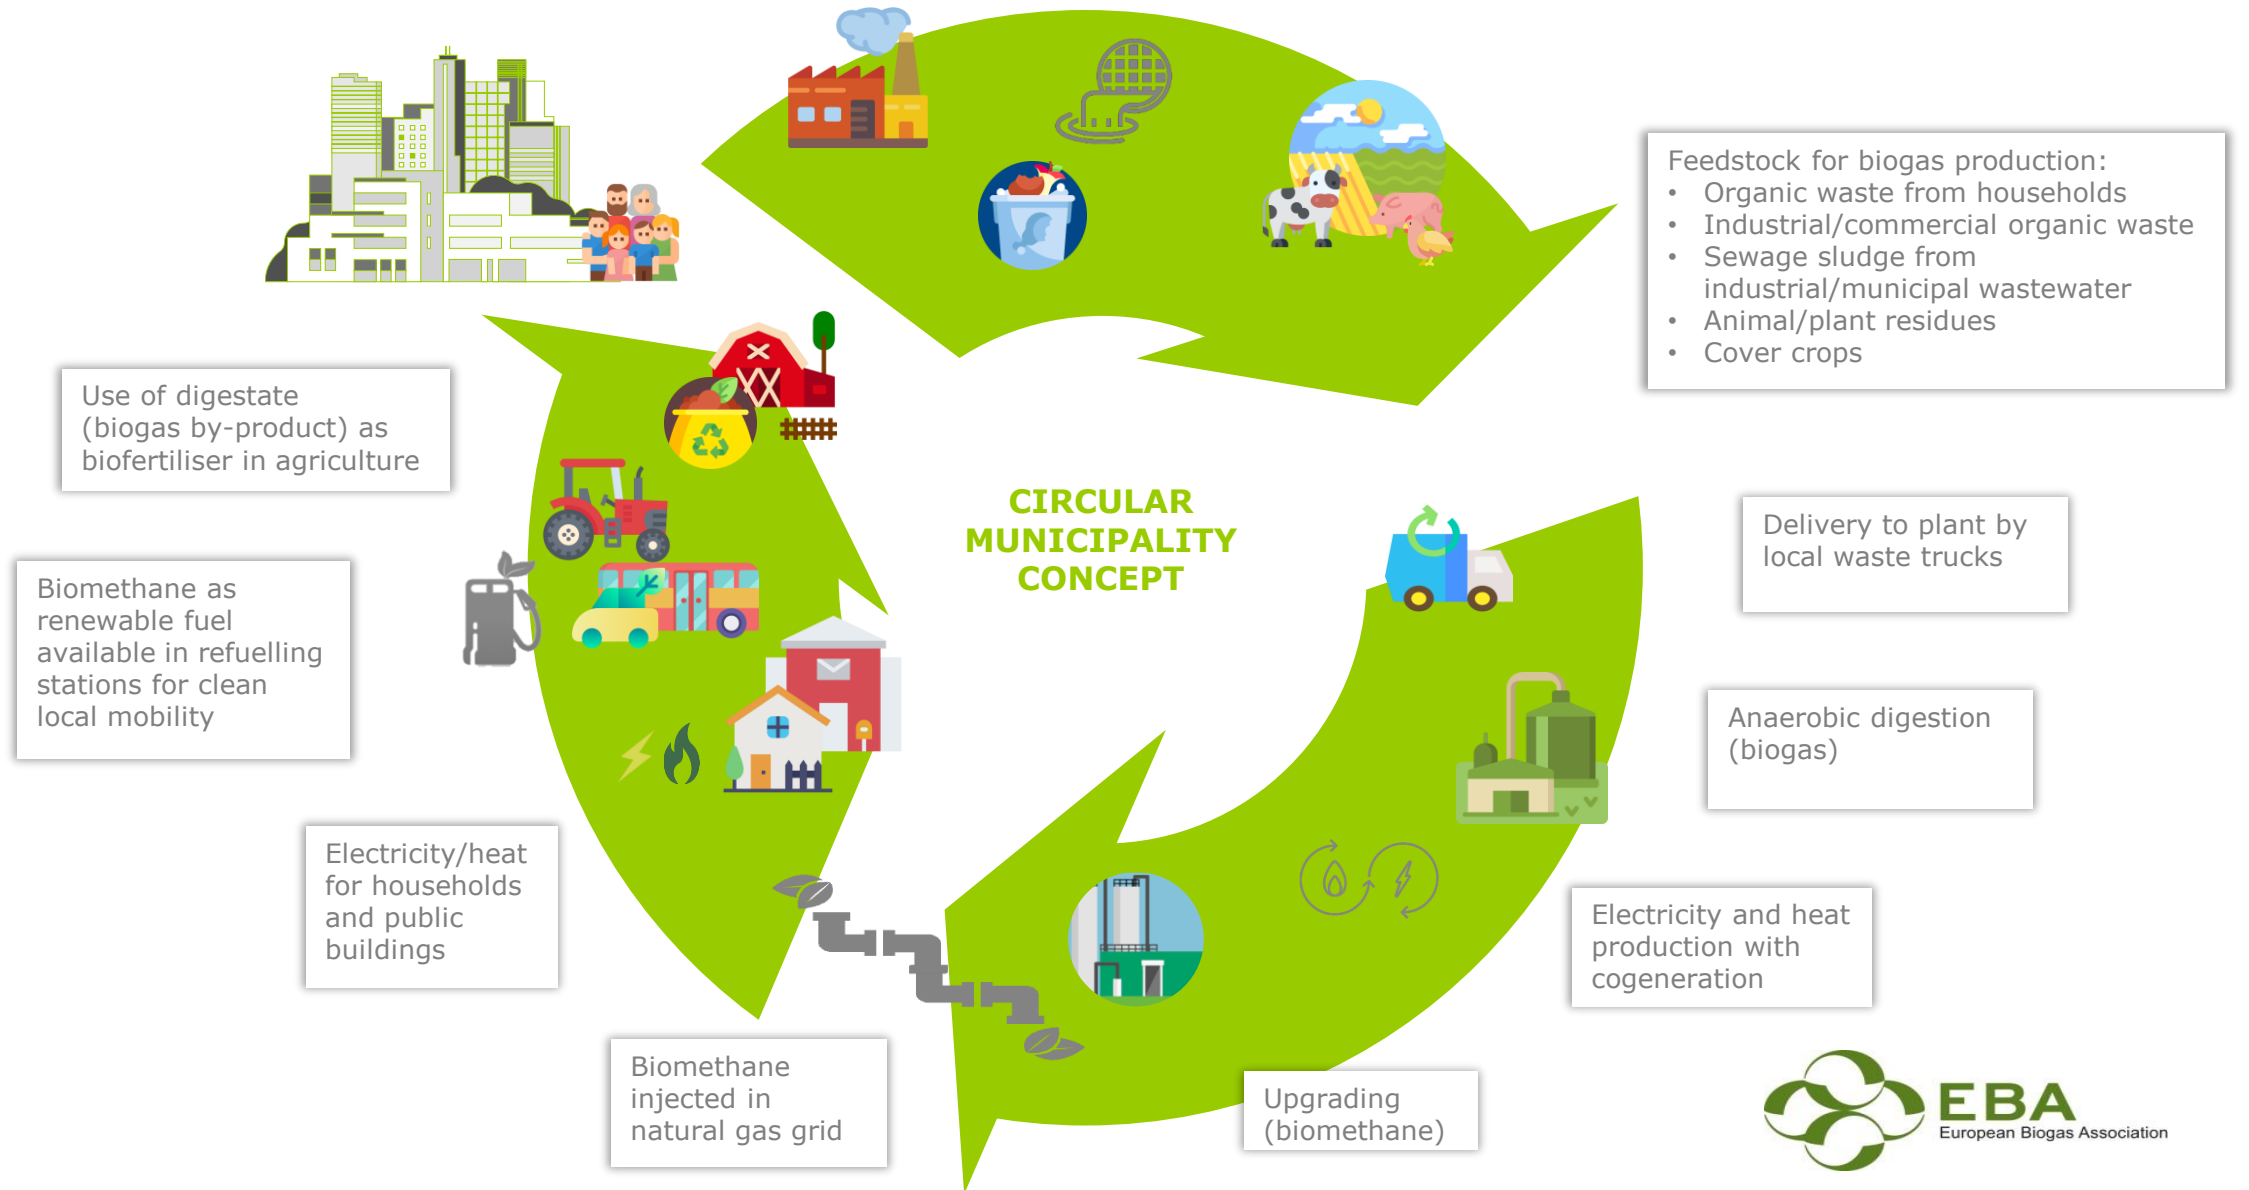 Feedstock for biogas production:
• Organic waste from households
• Industrial/commercial organic waste
• Sewage sludge from
industrial/municipal wastewater
• Animal/plant residues
• Cover crops
Use of digestate
(biogas by-product) as
biofertiliser in agriculture
CIRCULAR
MUNICIPALITY
CONCEPT
Delivery to plant by
local waste trucks
Biomethane as
renewable fuel
available in refuelling
stations for clean
local mobility
Anaerobic digestion
(biogas)
Electricity/heat
for households
and public
buildings
Electricity and heat
production with
cogeneration
Biomethane
injected in
natural gas grid
Upgrading
(biomethane)
EBA
European Biogas Association